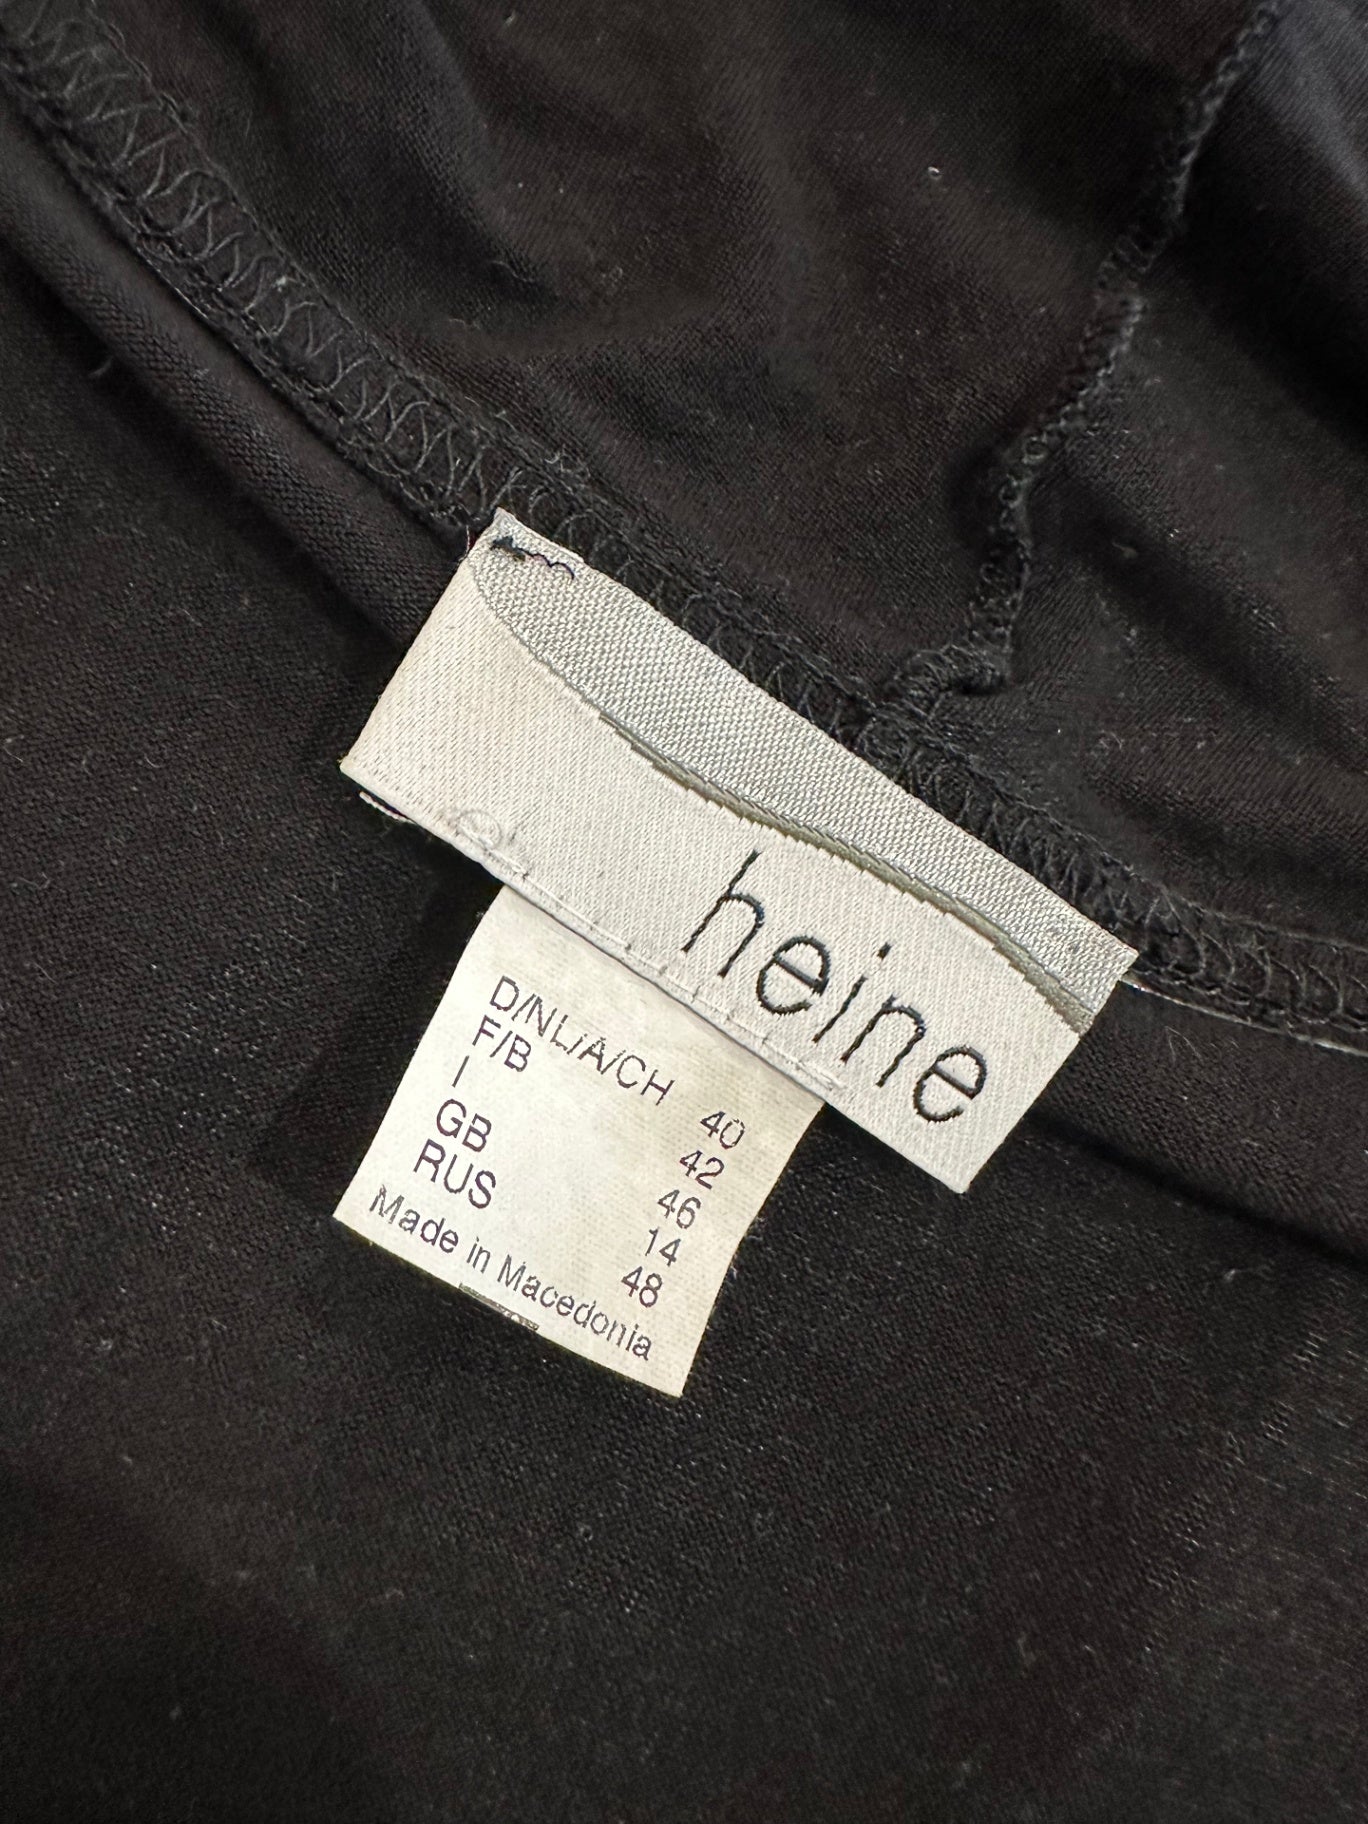 heine
D/NL/A/CH 40
F/B 42
I 46
GB 14
RUS 48
Made in Macedonia